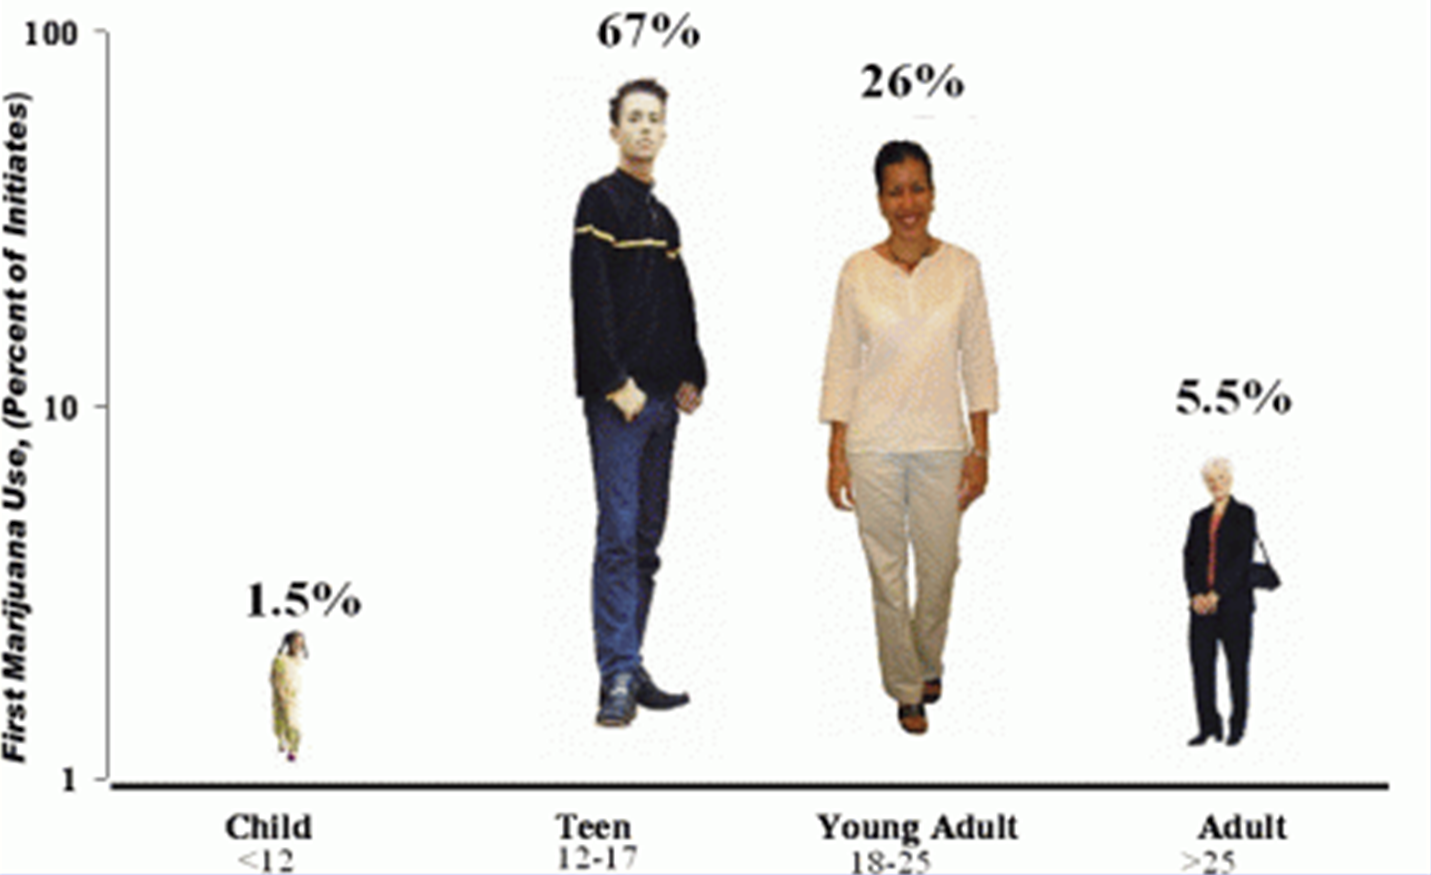 100
67%
26%
First Marijuana Use, (Percent of Initiates)
10
5.5%
1.5%
1
Child
Teen
Young Adult
Adult
<12
12-17
18-25
>25